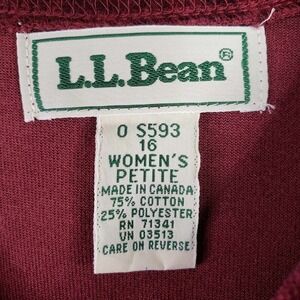 L.L.Bean®
0 S593
16
WOMEN'S
PETITE
MADE IN CANADA
75% COTTON
25% POLYESTER
RN 71341
VN 03513
CARE ON REVERSE